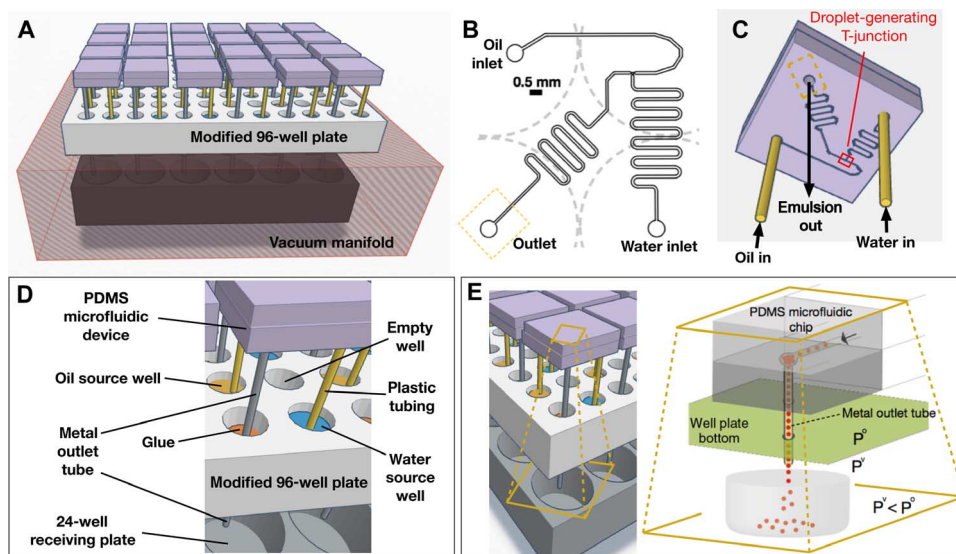 A
Modified 96-well plate
Vacuum manifold
B
Oil
inlet
0.5 mm
Outlet
Water inlet
C
Droplet-generating
T-junction
Emulsion
out
Oil in
Water in
D
PDMS
microfluidic
device
Empty
well
Oil source well
Plastic
tubing
Metal
outlet
tube
Glue
Water
source well
Modified 96-well plate
24-well
receiving plate
E
PDMS microfluidic
chip
Metal outlet tube
Well plate
bottom
P°
Pᵛ
Pᵛ < P°